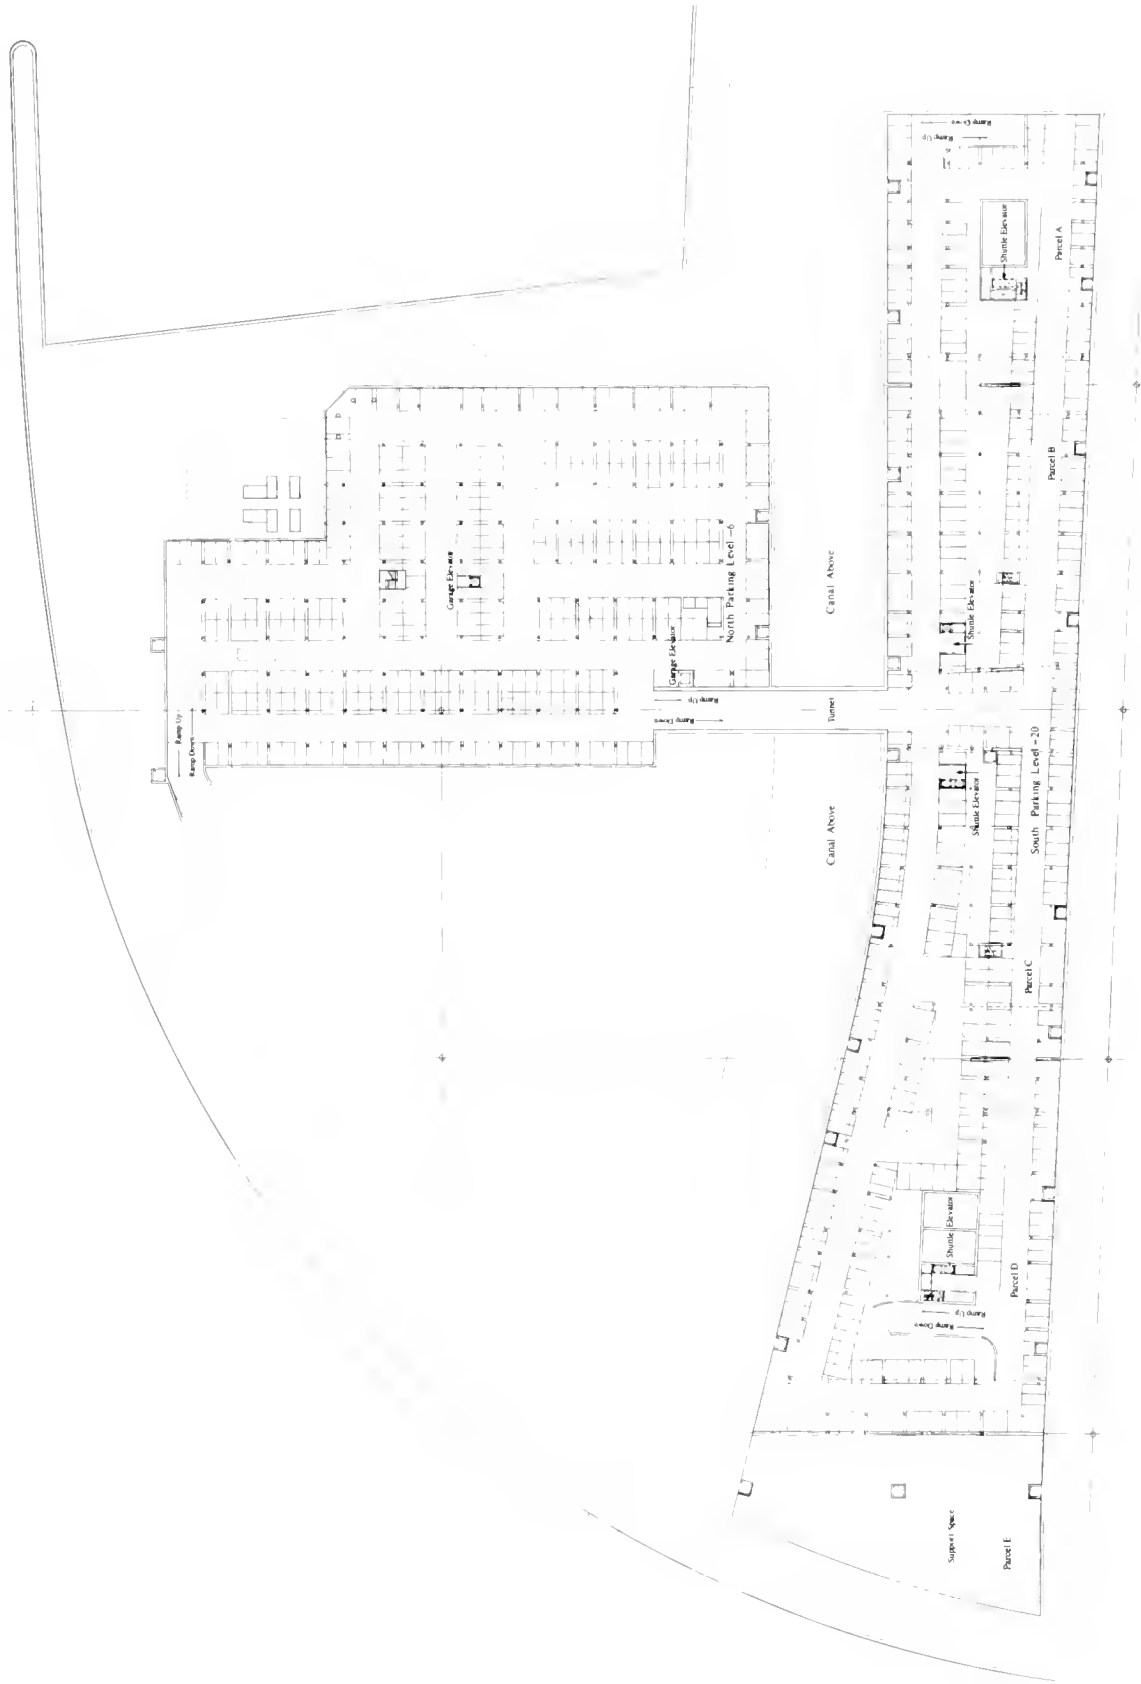 Ramp Down
Ramp Up
Shuttle Elevator
Parcel A
Parcel B
Garage Elevator
North Parking Level -6
Garage Elevator
Canal Above
Shuttle Elevator
Ramp Up
Ramp Down
Tunnel
Ramp Up
Ramp Down
South Parking Level -20
Canal Above
Shuttle Elevator
Parcel C
Shuttle Elevator
Parcel D
Ramp Up
Ramp Down
Support Space
Parcel E